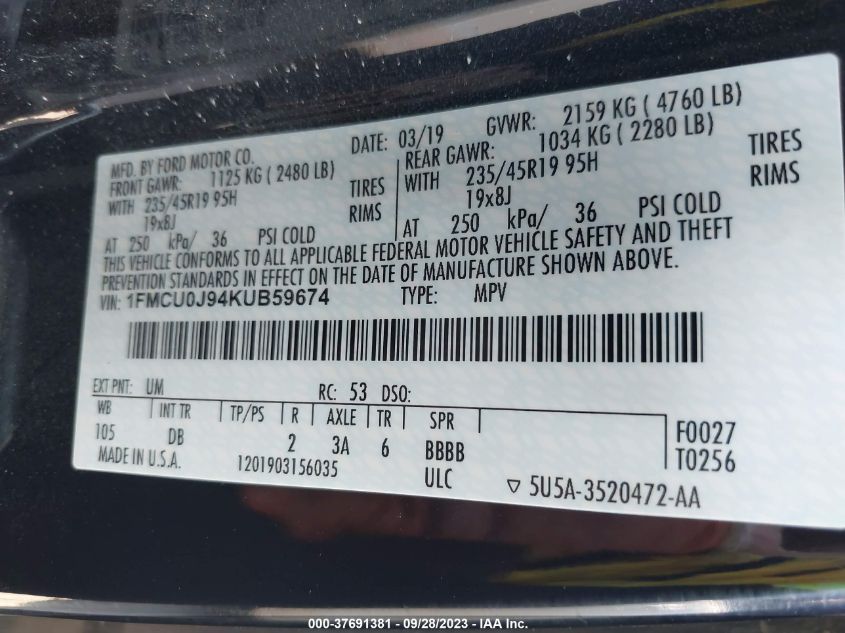 MFD. BY FORD MOTOR CO. DATE: 03/19 GVWR: 2159 KG ( 4760 LB)
FRONT GAWR: 1125 KG ( 2480 LB) REAR GAWR: 1034 KG ( 2280 LB)
WITH 235/45R19 95H TIRES WITH 235/45R19 95H TIRES
19x8J RIMS 19x8J RIMS
AT 250 kPa/ 36 PSI COLD AT 250 kPa/ 36 PSI COLD
THIS VEHICLE CONFORMS TO ALL APPLICABLE FEDERAL MOTOR VEHICLE SAFETY AND THEFT
PREVENTION STANDARDS IN EFFECT ON THE DATE OF MANUFACTURE SHOWN ABOVE.
VIN: 1FMCU0J94KUB59674 TYPE: MPV
EXT PNT: UM RC: 53 DSO:
WB INT TR TP/PS R AXLE TR SPR F0027
105 DB 2 3A 6 BBBB T0256
MADE IN U.S.A. 1201903156035 ULC ▽ 5U5A-3520472-AA
000-37691381 - 09/28/2023 - IAA Inc.